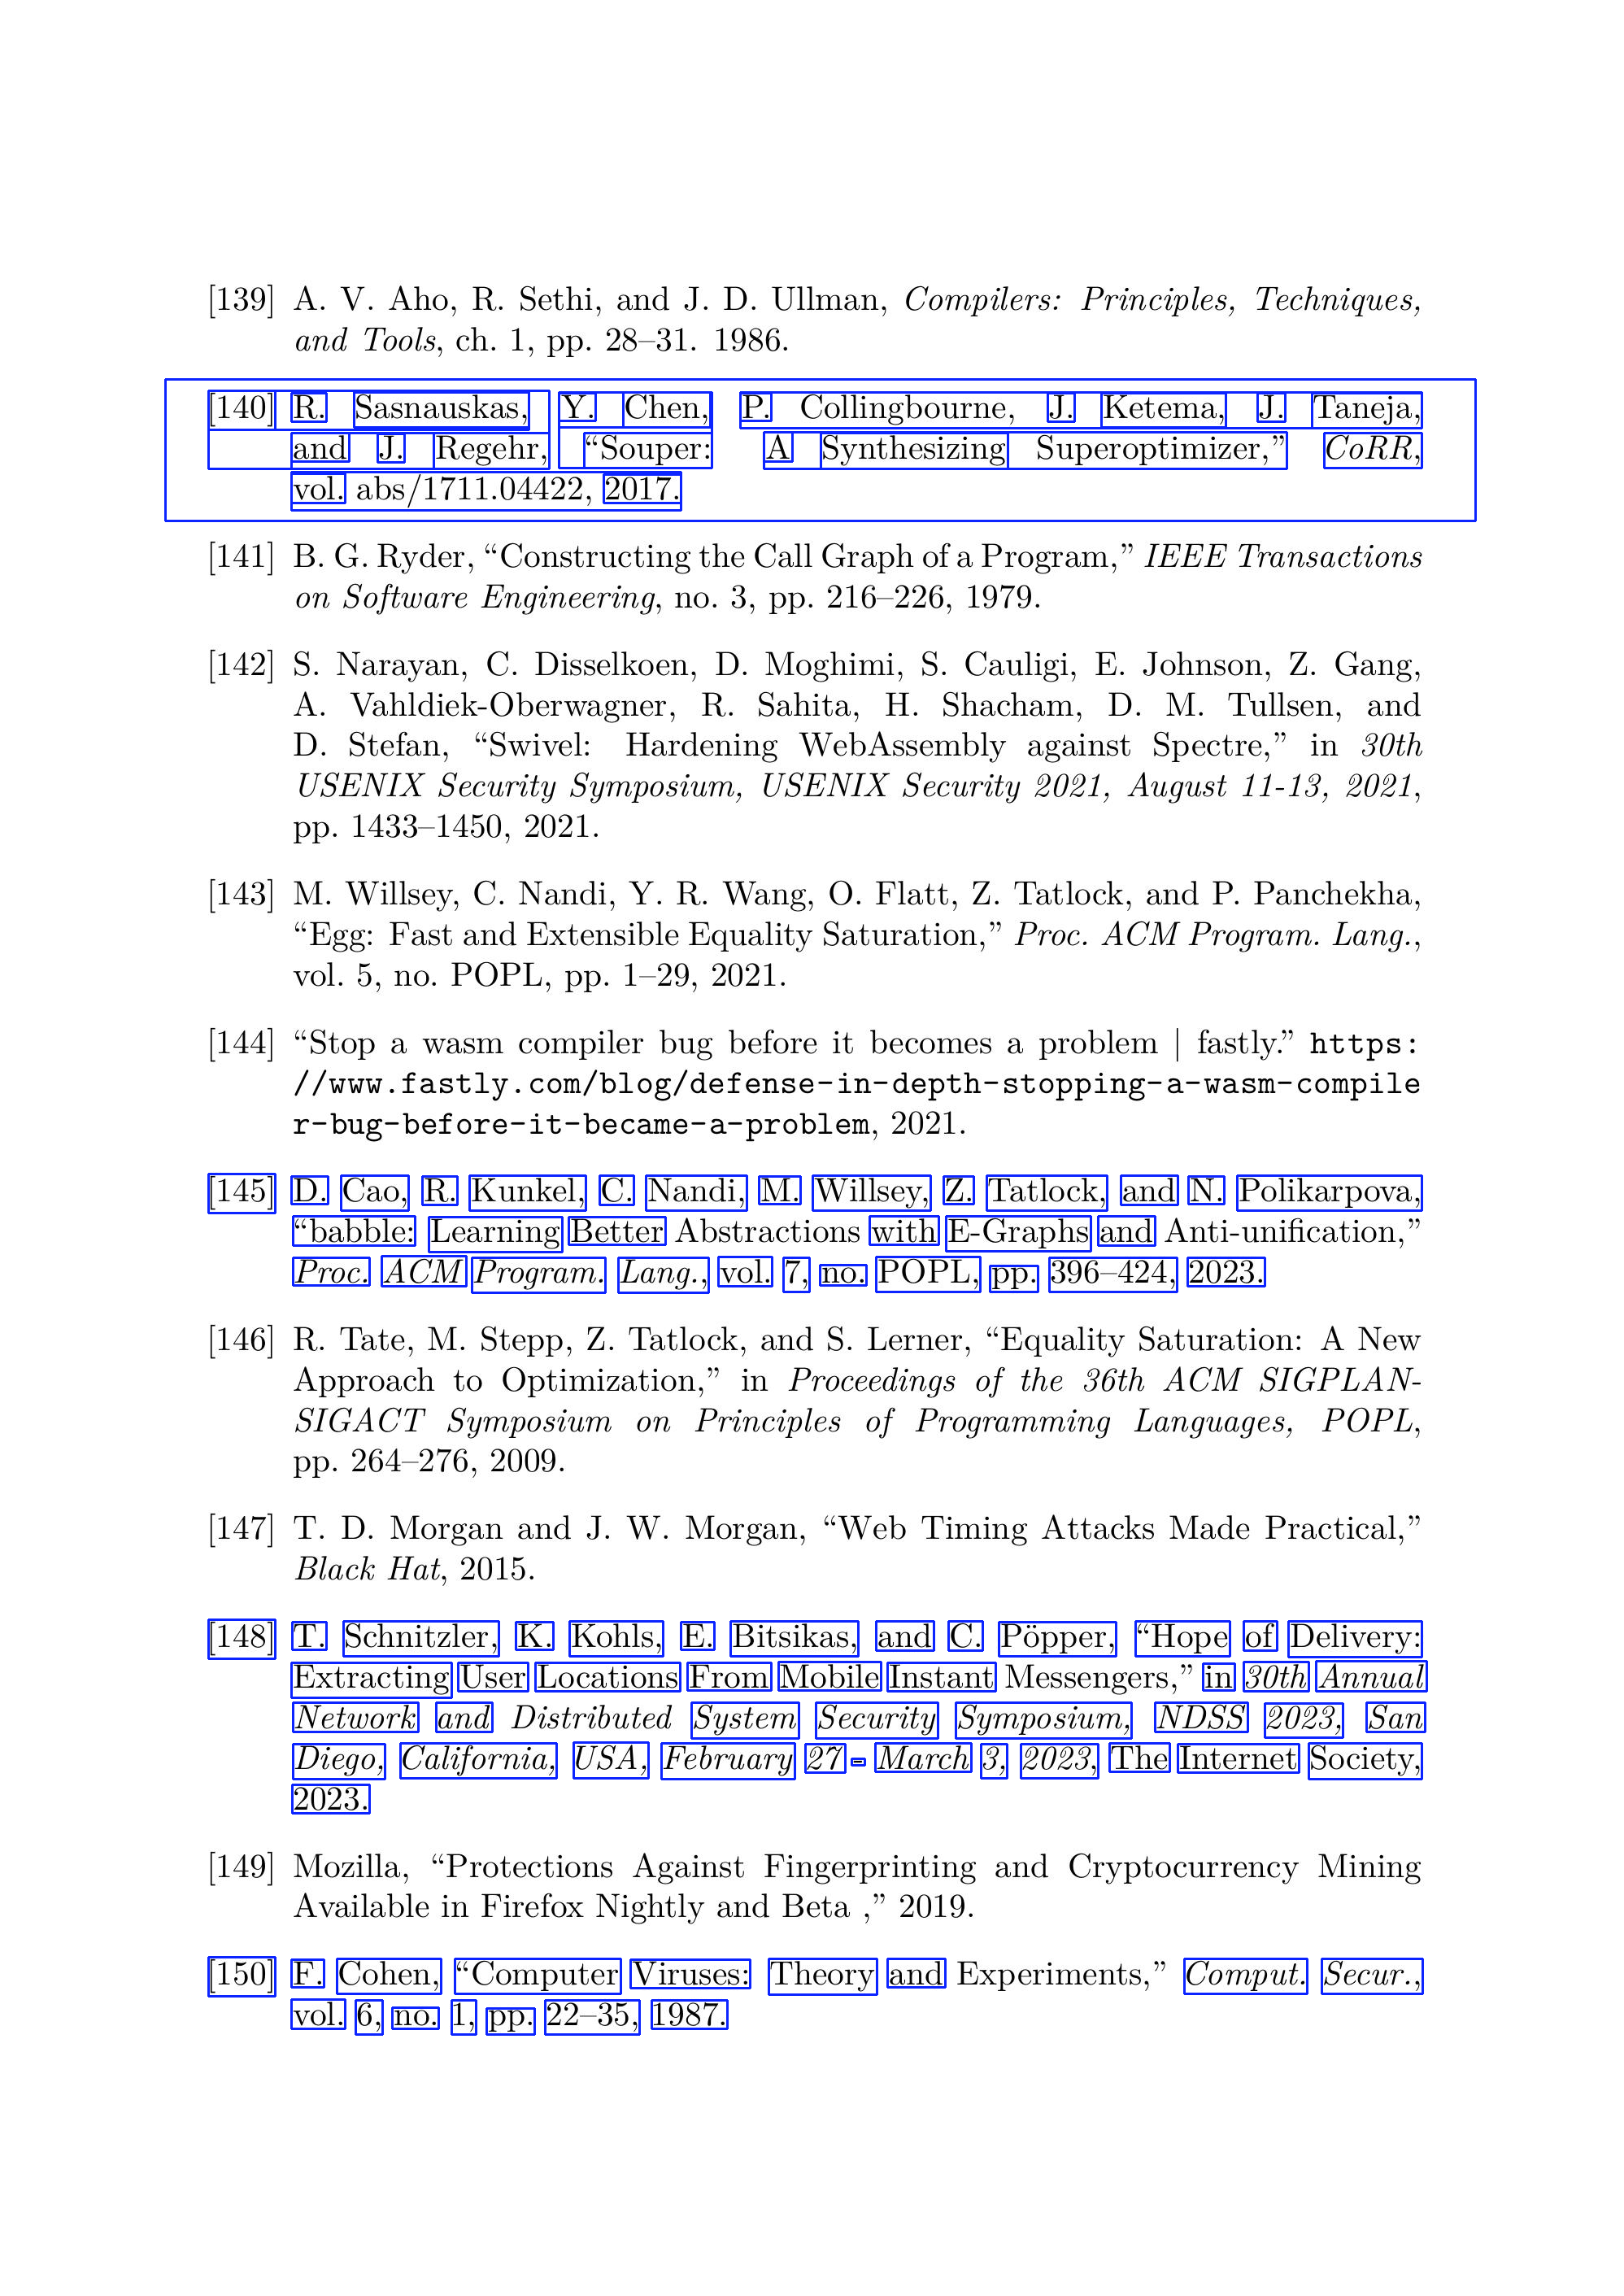 [139] A. V. Aho, R. Sethi, and J. D. Ullman, Compilers: Principles, Techniques,
and Tools, ch. 1, pp. 28–31. 1986.
[140] R. Sasnauskas, Y. Chen, P. Collingbourne, J. Ketema, J. Taneja,
and J. Regehr, “Souper: A Synthesizing Superoptimizer,” CoRR,
vol. abs/1711.04422, 2017.
[141] B. G. Ryder, “Constructing the Call Graph of a Program,” IEEE Transactions
on Software Engineering, no. 3, pp. 216–226, 1979.
[142] S. Narayan, C. Disselkoen, D. Moghimi, S. Cauligi, E. Johnson, Z. Gang,
A. Vahldiek-Oberwagner, R. Sahita, H. Shacham, D. M. Tullsen, and
D. Stefan, “Swivel: Hardening WebAssembly against Spectre,” in 30th
USENIX Security Symposium, USENIX Security 2021, August 11-13, 2021,
pp. 1433–1450, 2021.
[143] M. Willsey, C. Nandi, Y. R. Wang, O. Flatt, Z. Tatlock, and P. Panchekha,
“Egg: Fast and Extensible Equality Saturation,” Proc. ACM Program. Lang.,
vol. 5, no. POPL, pp. 1–29, 2021.
[144] “Stop a wasm compiler bug before it becomes a problem | fastly.” https:
//www.fastly.com/blog/defense-in-depth-stopping-a-wasm-compile
r-bug-before-it-became-a-problem, 2021.
[145] D. Cao, R. Kunkel, C. Nandi, M. Willsey, Z. Tatlock, and N. Polikarpova,
“babble: Learning Better Abstractions with E-Graphs and Anti-unification,”
Proc. ACM Program. Lang., vol. 7, no. POPL, pp. 396–424, 2023.
[146] R. Tate, M. Stepp, Z. Tatlock, and S. Lerner, “Equality Saturation: A New
Approach to Optimization,” in Proceedings of the 36th ACM SIGPLAN-
SIGACT Symposium on Principles of Programming Languages, POPL,
pp. 264–276, 2009.
[147] T. D. Morgan and J. W. Morgan, “Web Timing Attacks Made Practical,”
Black Hat, 2015.
[148] T. Schnitzler, K. Kohls, E. Bitsikas, and C. Pöpper, “Hope of Delivery:
Extracting User Locations From Mobile Instant Messengers,” in 30th Annual
Network and Distributed System Security Symposium, NDSS 2023, San
Diego, California, USA, February 27 - March 3, 2023, The Internet Society,
2023.
[149] Mozilla, “Protections Against Fingerprinting and Cryptocurrency Mining
Available in Firefox Nightly and Beta ,” 2019.
[150] F. Cohen, “Computer Viruses: Theory and Experiments,” Comput. Secur.,
vol. 6, no. 1, pp. 22–35, 1987.